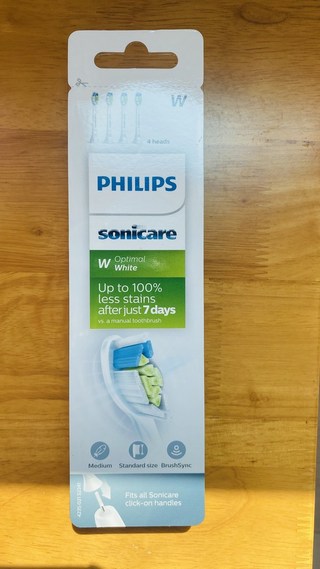 W
4 heads
PHILIPS
sonicare
W Optimal
White
Up to 100%
less stains
after just 7 days
vs. a manual toothbrush
Medium Standard size BrushSync
Fits all Sonicare
click-on handles